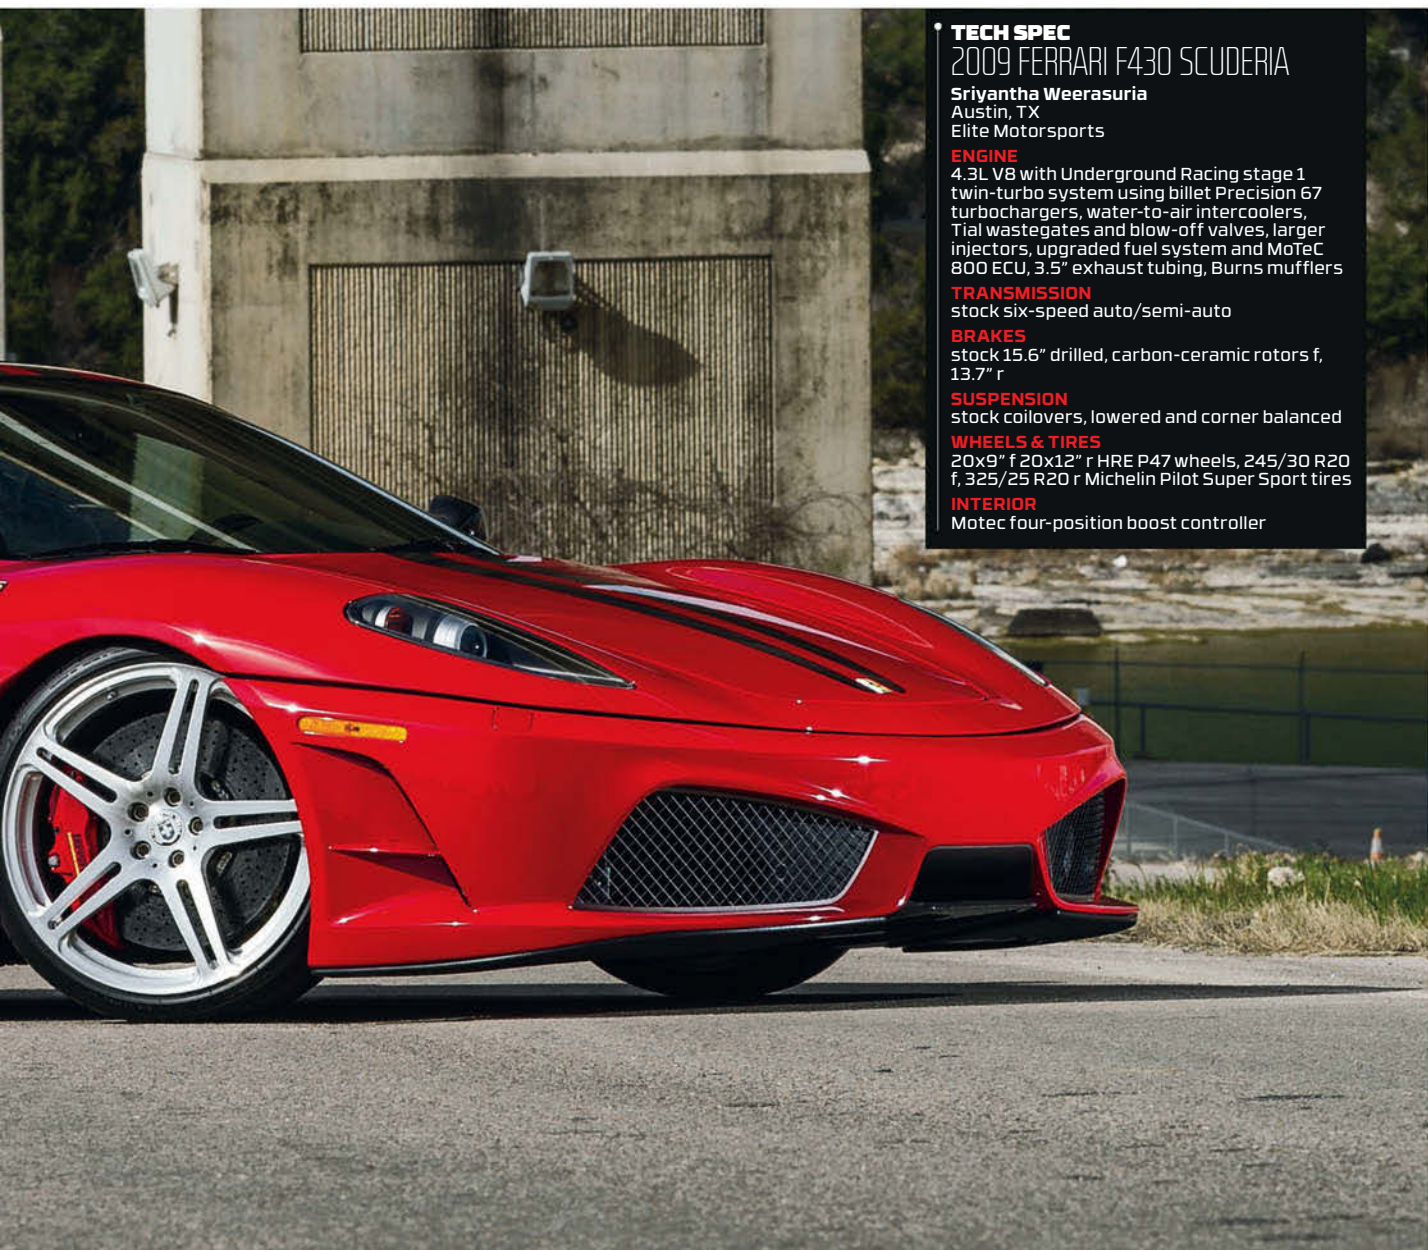 TECH SPEC
2009 FERRARI F430 SCUDERIA
Sriyantha Weerasuria
Austin, TX
Elite Motorsports
ENGINE
4.3L V8 with Underground Racing stage 1
twin-turbo system using billet Precision 67
turbochargers, water-to-air intercoolers,
Tial wastegates and blow-off valves, larger
injectors, upgraded fuel system and MoTeC
800 ECU, 3.5” exhaust tubing, Burns mufflers
TRANSMISSION
stock six-speed auto/semi-auto
BRAKES
stock 15.6” drilled, carbon-ceramic rotors f,
13.7” r
SUSPENSION
stock coilovers, lowered and corner balanced
WHEELS & TIRES
20x9” f 20x12” r HRE P47 wheels, 245/30 R20
f, 325/25 R20 r Michelin Pilot Super Sport tires
INTERIOR
Motec four-position boost controller